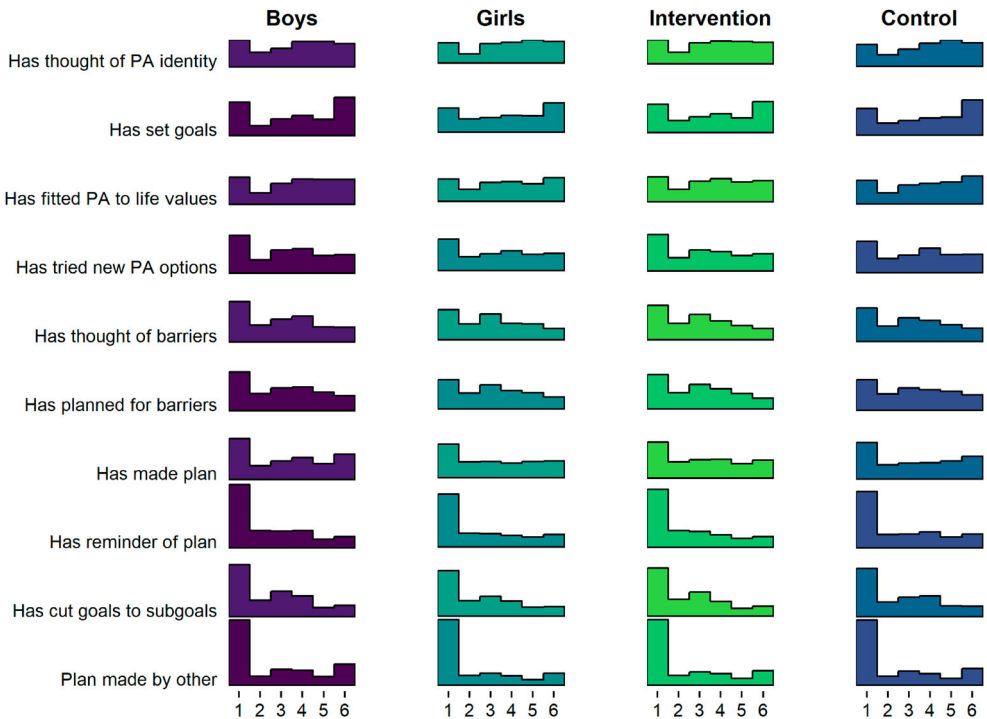 Boys Girls Intervention Control
Has thought of PA identity
Has set goals
Has fitted PA to life values
Has tried new PA options
Has thought of barriers
Has planned for barriers
Has made plan
Has reminder of plan
Has cut goals to subgoals
Plan made by other
1 2 3 4 5 6 1 2 3 4 5 6 1 2 3 4 5 6 1 2 3 4 5 6